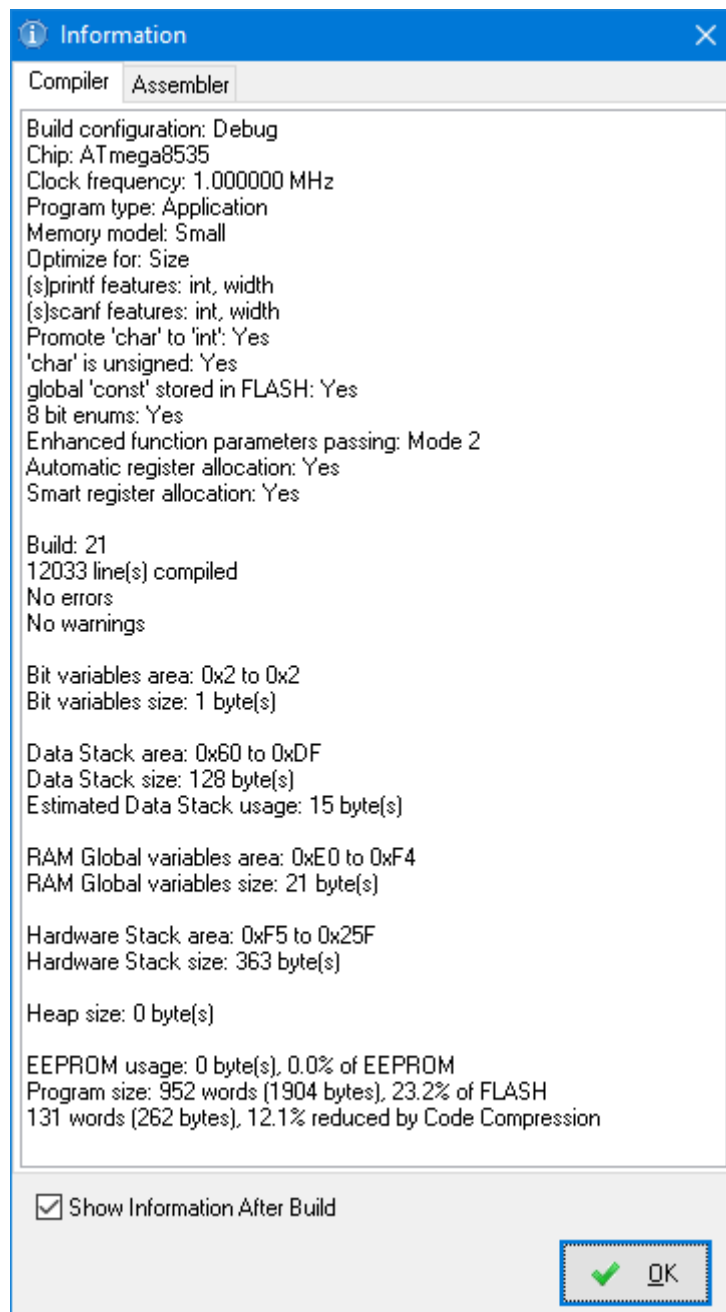 Information
Compiler
Assembler
Build configuration: Debug
Chip: ATmega8535
Clock frequency: 1.000000 MHz
Program type: Application
Memory model: Small
Optimize for: Size
(s)printf features: int, width
(s)scanf features: int, width
Promote 'char' to 'int': Yes
'char' is unsigned: Yes
global 'const' stored in FLASH: Yes
8 bit enums: Yes
Enhanced function parameters passing: Mode 2
Automatic register allocation: Yes
Smart register allocation: Yes
Build: 21
12033 line(s) compiled
No errors
No warnings
Bit variables area: 0x2 to 0x2
Bit variables size: 1 byte(s)
Data Stack area: 0x60 to 0xDF
Data Stack size: 128 byte(s)
Estimated Data Stack usage: 15 byte(s)
RAM Global variables area: 0xE0 to 0xF4
RAM Global variables size: 21 byte(s)
Hardware Stack area: 0xF5 to 0x25F
Hardware Stack size: 363 byte(s)
Heap size: 0 byte(s)
EEPROM usage: 0 byte(s), 0.0% of EEPROM
Program size: 952 words (1904 bytes), 23.2% of FLASH
131 words (262 bytes), 12.1% reduced by Code Compression
Show Information After Build
OK